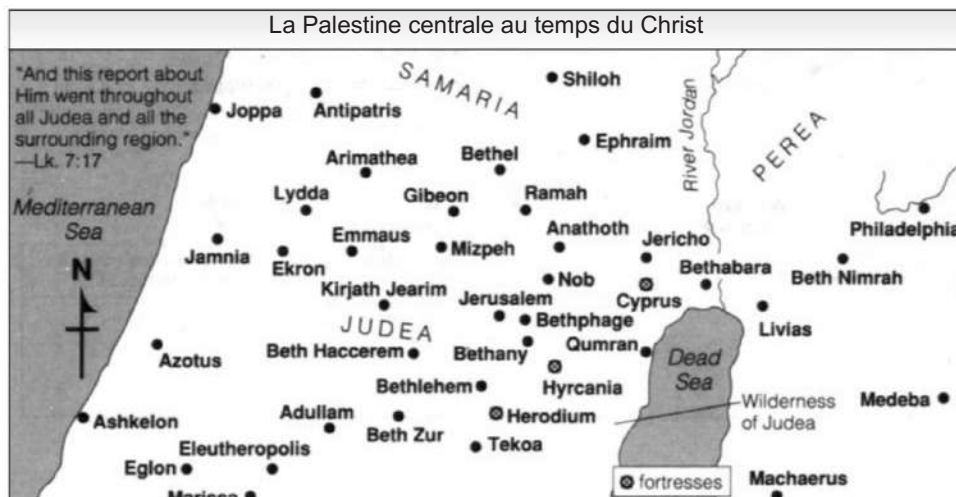 La Palestine centrale au temps du Christ
"And this report about
Him went throughout
all Judea and all the
surrounding region."
—Lk. 7:17
SAMARIA
Shiloh
Joppa
Antipatris
Ephraim
River Jordan
PEREA
Arimathea
Bethel
Lydda
Gibeon
Ramah
Mediterranean
Sea
Philadelphia
Jamnia
Ekron
Emmaus
Mizpeh
Anathoth
Jericho
Bethabara
Beth Nimrah
N
Nob
Kirjath Jearim
Jerusalem
Cyprus
Bethphage
Livias
JUDEA
Azotus
Beth Haccerem
Bethany
Qumran
Dead
Sea
Hyrcania
Bethlehem
Medeba
Wilderness
of Judea
Ashkelon
Adullam
Beth Zur
Herodium
Tekoa
Eleutheropolis
Eglon
fortresses
Machaerus
Marissa